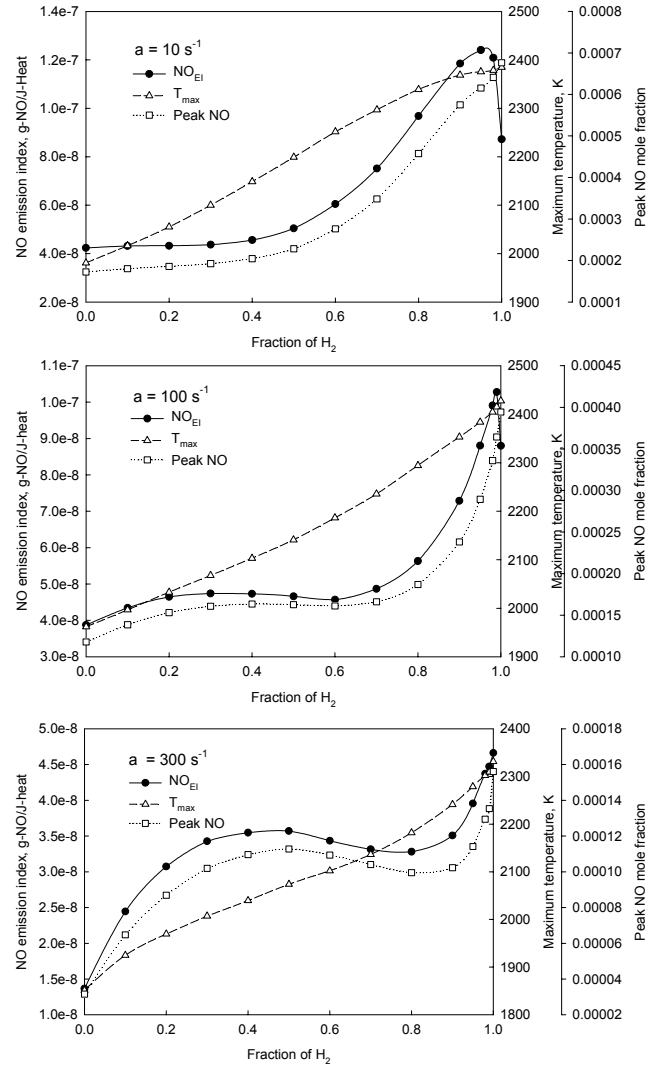 a = 10 s⁻¹
NO_EI
T_max
Peak NO
NO emission index, g-NO/J-Heat
1.4e-7
1.2e-7
1.0e-7
8.0e-8
6.0e-8
4.0e-8
2.0e-8
0.0 0.2 0.4 0.6 0.8 1.0
Fraction of H₂
2500
2400
2300
2200
2100
2000
1900
Maximum temperature, K
0.0008
0.0007
0.0006
0.0005
0.0004
0.0003
0.0002
0.0001
Peak NO mole fraction
a = 100 s⁻¹
NO_EI
T_max
Peak NO
NO emission index, g-NO/J-heat
1.1e-7
1.0e-7
9.0e-8
8.0e-8
7.0e-8
6.0e-8
5.0e-8
4.0e-8
3.0e-8
0.0 0.2 0.4 0.6 0.8 1.0
Fraction of H₂
2500
2400
2300
2200
2100
2000
1900
Maximum temperature, K
0.00045
0.00040
0.00035
0.00030
0.00025
0.00020
0.00015
0.00010
Peak NO mole fraction
a = 300 s⁻¹
NO_EI
T_max
Peak NO
NO emission index, g-NO/J-heat
5.0e-8
4.5e-8
4.0e-8
3.5e-8
3.0e-8
2.5e-8
2.0e-8
1.5e-8
1.0e-8
0.0 0.2 0.4 0.6 0.8 1.0
Fraction of H₂
2400
2300
2200
2100
2000
1900
1800
Maximum temperature, K
0.00018
0.00016
0.00014
0.00012
0.00010
0.00008
0.00006
0.00004
0.00002
Peak NO mole fraction